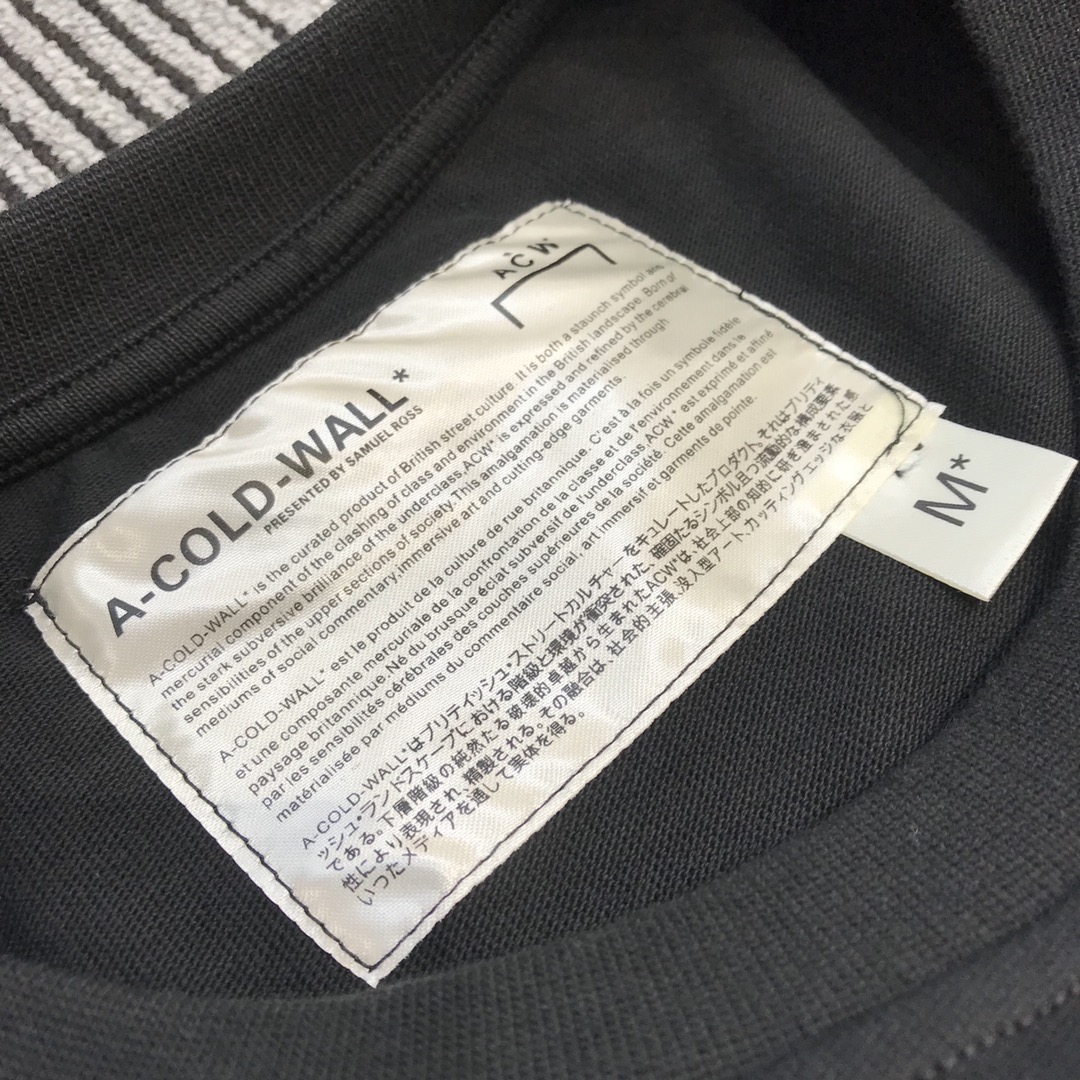 ACW*
A-COLD-WALL*
PRESENTED BY SAMUEL ROSS
A-COLD-WALL* is the curated product of British street culture. It is both a staunch symbol and,
mercurial component of the clashing of class and environment in the British landscape. Born of
the stark subversive brilliance of the underclass,ACW* is expressed and refined by the cerebral
sensibilities of the upper sections of society. This amalgamation is materialised through
mediums of social commentary, immersive art and cutting-edge garments.
A-COLD-WALL* est le produit de la culture de rue britannique. C'est à la fois un symbole fidèle
et une composante mercuriale de la confrontation de la classe et de l'environnement dans le
paysage britannique.Né du brusque éclat subversif de l'underclass,ACW* est exprimé et affiné
par les sensibilités cérébrales des couches supérieures de la société. Cette amalgamation est
matérialisée par médiums du commentaire social, art immersif et garments de pointe.
A-COLD-WALL*はブリティッシュ・ストリートカルチャーをキュレートしたプロダクト。それはブリティ
ッシュ・ランドスケープにおける階級と環境が衝突された、確固たるシンボル且つ流動的な構成要素
である。下層階級の純然たる破壊的卓越から生まれたACW*は、社会上部の知的に研ぎ澄まされた感
性により表現され、精製される。その融合は、社会的主張、没入型アート、カッティングエッジな衣服と
いったメディアを通して実体を得る。
M*